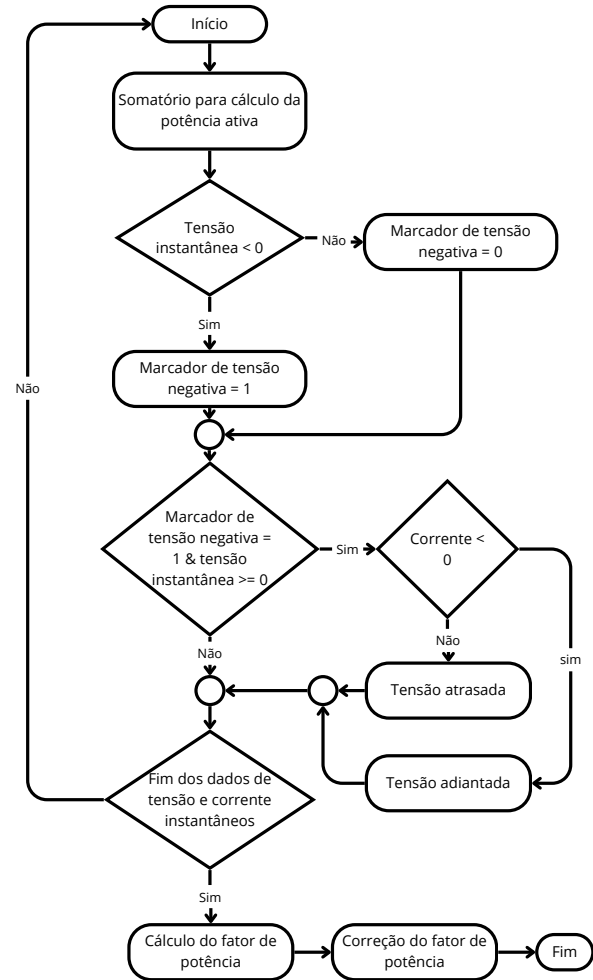 Início
Somatório para cálculo da
potência ativa
Tensão
instantânea < 0
Não
Marcador de tensão
negativa = 0
Sim
Marcador de tensão
negativa = 1
Não
Marcador de
tensão negativa =
1 & tensão
instantânea >= 0
Sim
Corrente <
0
Não
Não
sim
Tensão atrasada
Tensão adiantada
Fim dos dados de
tensão e corrente
instantâneos
Sim
Cálculo do fator de
potência
Correção do fator de
potência
Fim